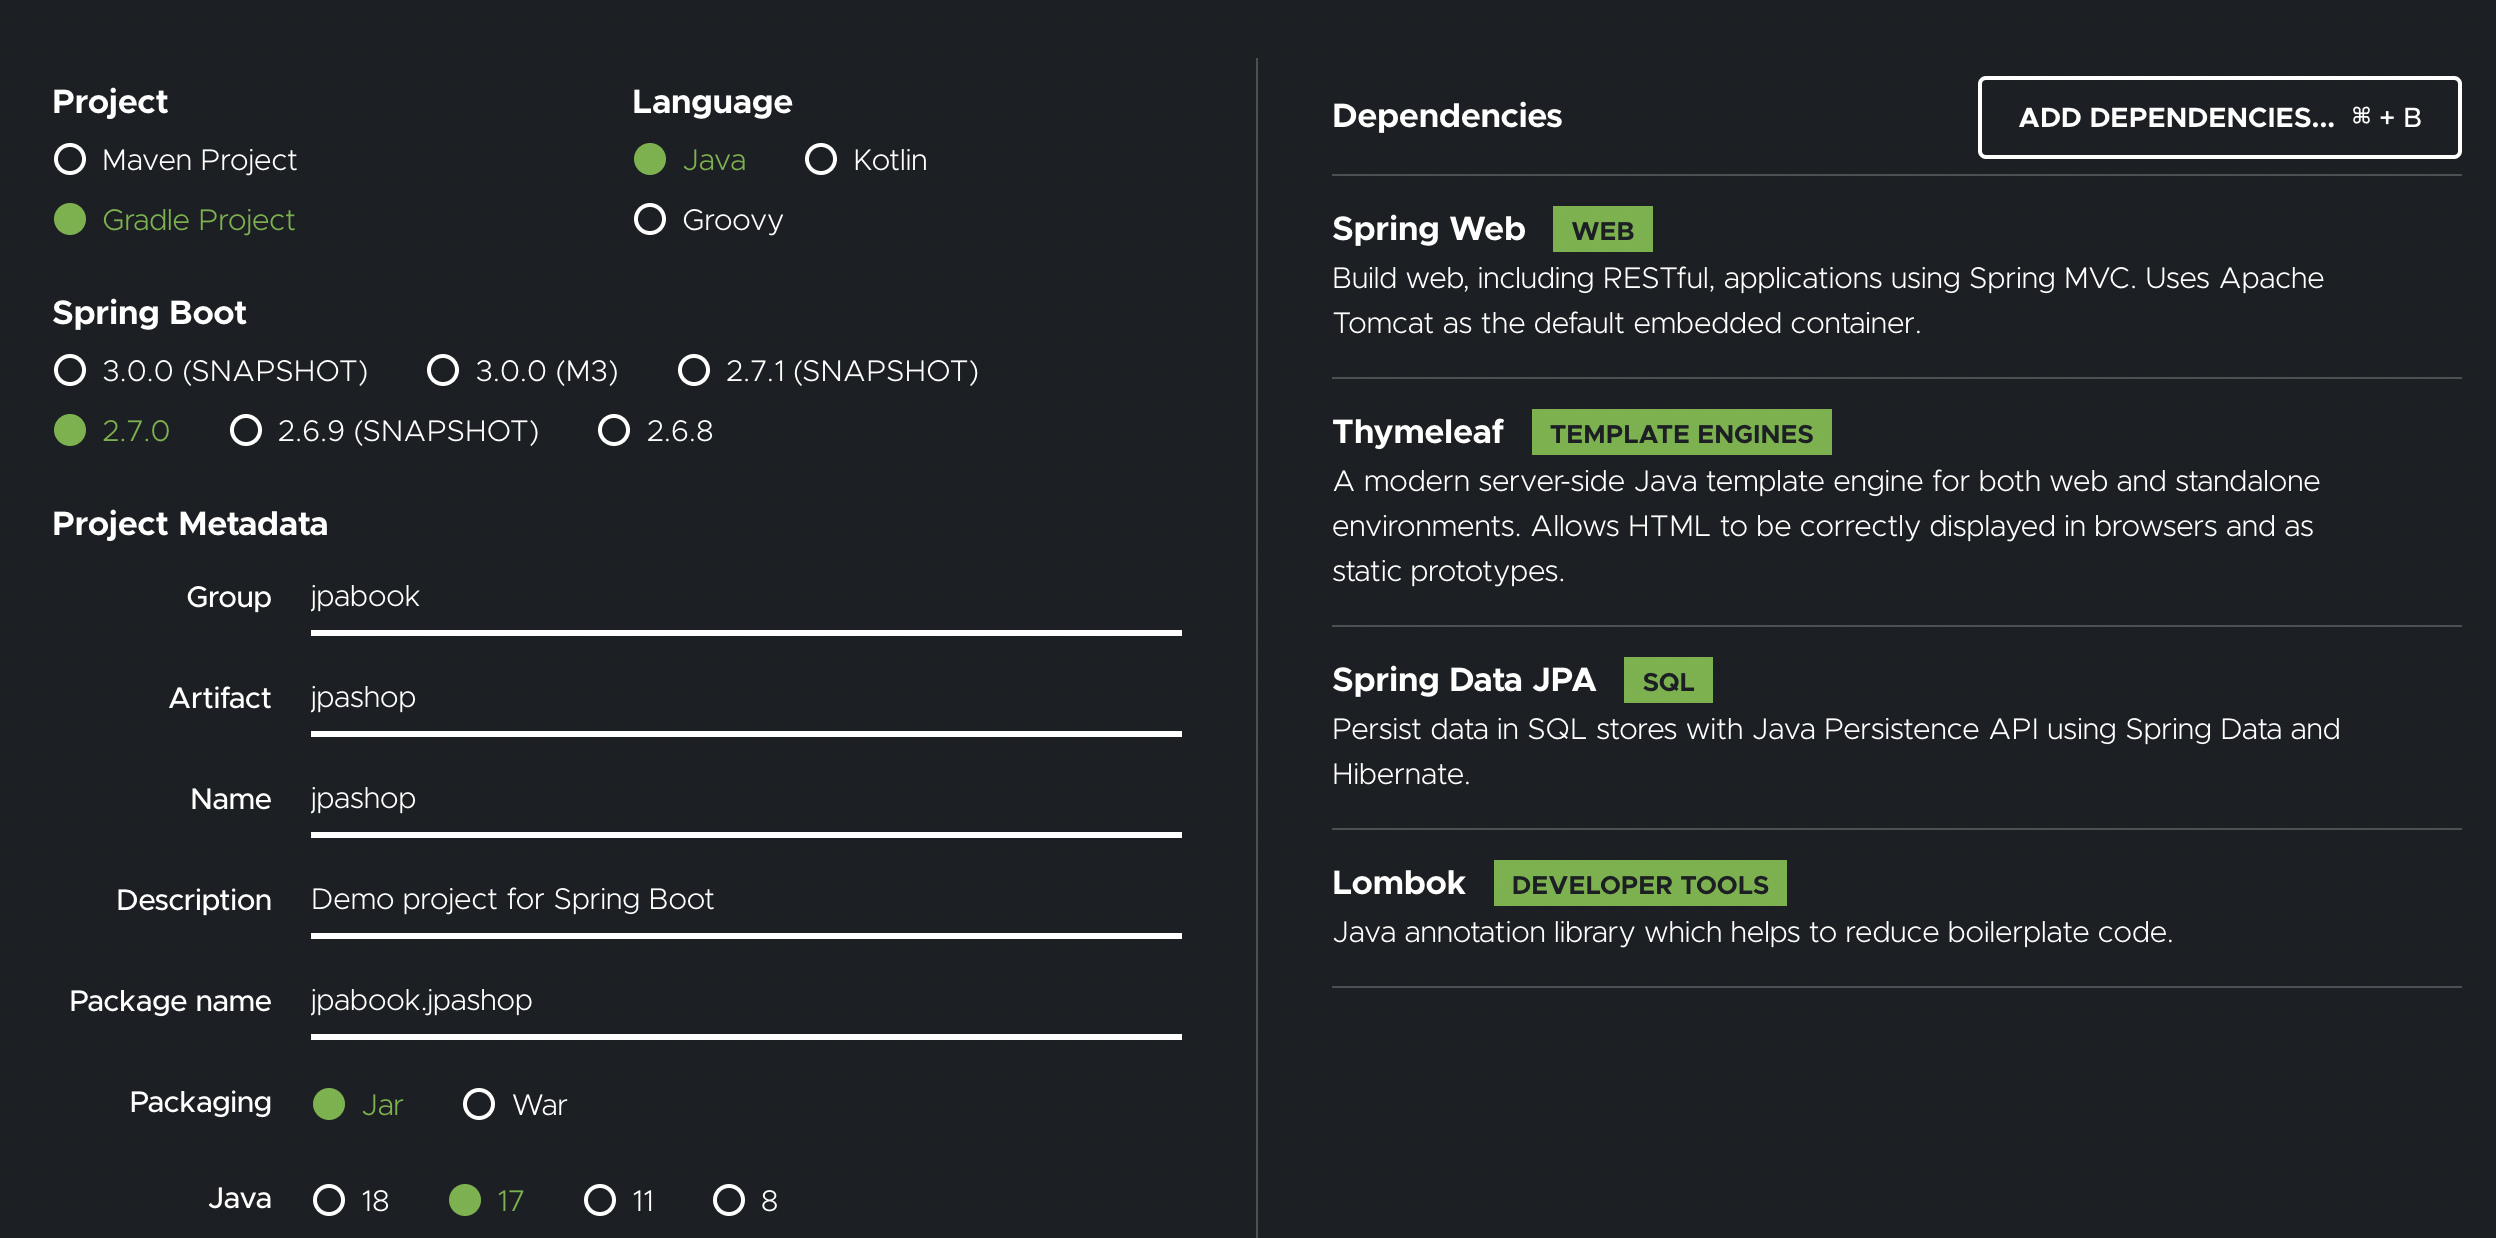 Project
Maven Project
Gradle Project
Language
Java Kotlin
Groovy
Spring Boot
3.0.0 (SNAPSHOT) 3.0.0 (M3) 2.7.1 (SNAPSHOT)
2.7.0 2.6.9 (SNAPSHOT) 2.6.8
Project Metadata
Group jpabook
Artifact jpashop
Name jpashop
Description Demo project for Spring Boot
Package name jpabook.jpashop
Packaging Jar War
Java 18 17 11 8
Dependencies
ADD DEPENDENCIES... ⌘ + B
Spring Web WEB
Build web, including RESTful, applications using Spring MVC. Uses Apache
Tomcat as the default embedded container.
Thymeleaf TEMPLATE ENGINES
A modern server-side Java template engine for both web and standalone
environments. Allows HTML to be correctly displayed in browsers and as
static prototypes.
Spring Data JPA SQL
Persist data in SQL stores with Java Persistence API using Spring Data and
Hibernate.
Lombok DEVELOPER TOOLS
Java annotation library which helps to reduce boilerplate code.